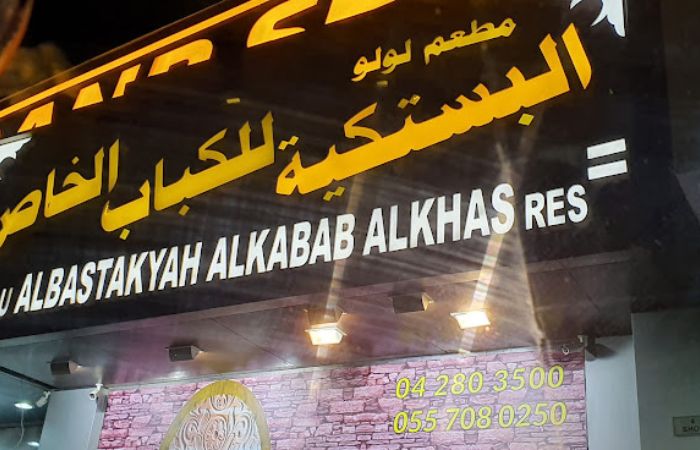 مطعم لولو
البستكية للكباب الخاص
ALBASTAKYAH ALKABAB ALKHAS RES
04 280 3500
055 708 0250